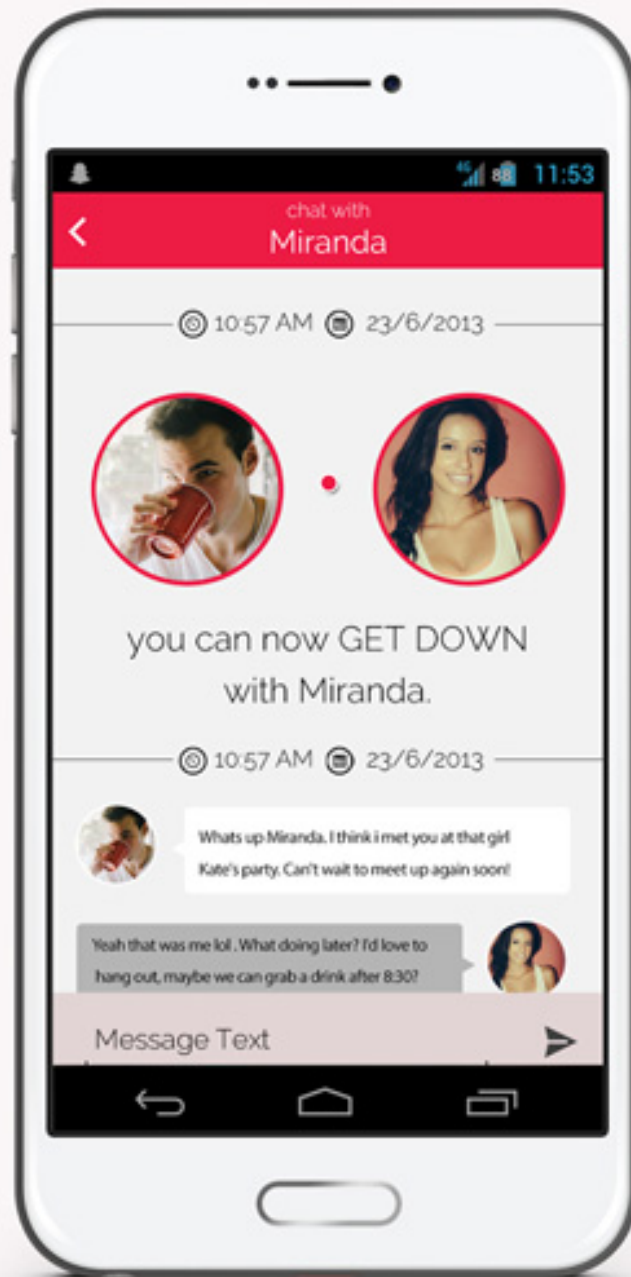 4G 88 11:53
chat with
Miranda
10:57 AM 23/6/2013
you can now GET DOWN
with Miranda.
10:57 AM 23/6/2013
Whats up Miranda. I think i met you at that girl
Kate's party. Can't wait to meet up again soon!
Yeah that was me lol . What doing later? I'd love to
hang out, maybe we can grab a drink after 8:30?
Message Text